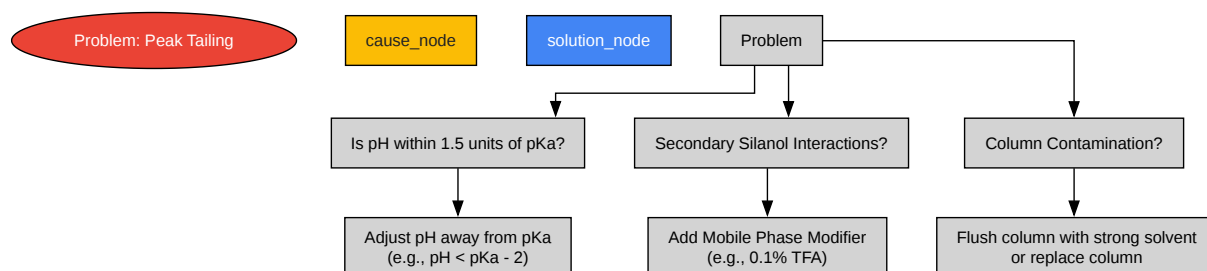 Problem: Peak Tailing
cause_node
solution_node
Problem
Is pH within 1.5 units of pKa?
Secondary Silanol Interactions?
Column Contamination?
Adjust pH away from pKa
(e.g., pH < pKa - 2)
Add Mobile Phase Modifier
(e.g., 0.1% TFA)
Flush column with strong solvent
or replace column